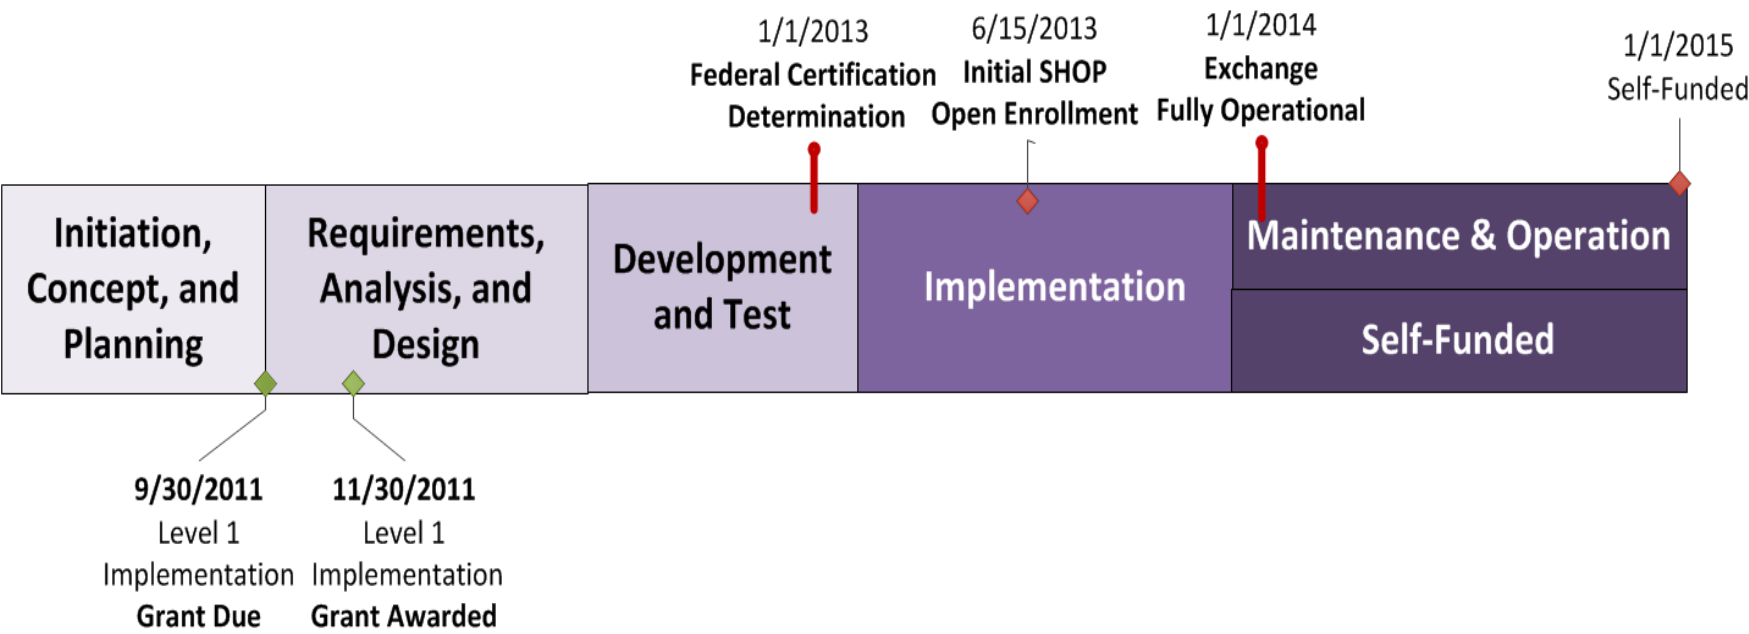 1/1/2013
Federal Certification
Determination
6/15/2013
Initial SHOP
Open Enrollment
1/1/2014
Exchange
Fully Operational
1/1/2015
Self-Funded
Initiation,
Concept, and
Planning
Requirements,
Analysis, and
Design
Development
and Test
Implementation
Maintenance & Operation
Self-Funded
9/30/2011
Level 1
Implementation
Grant Due
11/30/2011
Level 1
Implementation
Grant Awarded